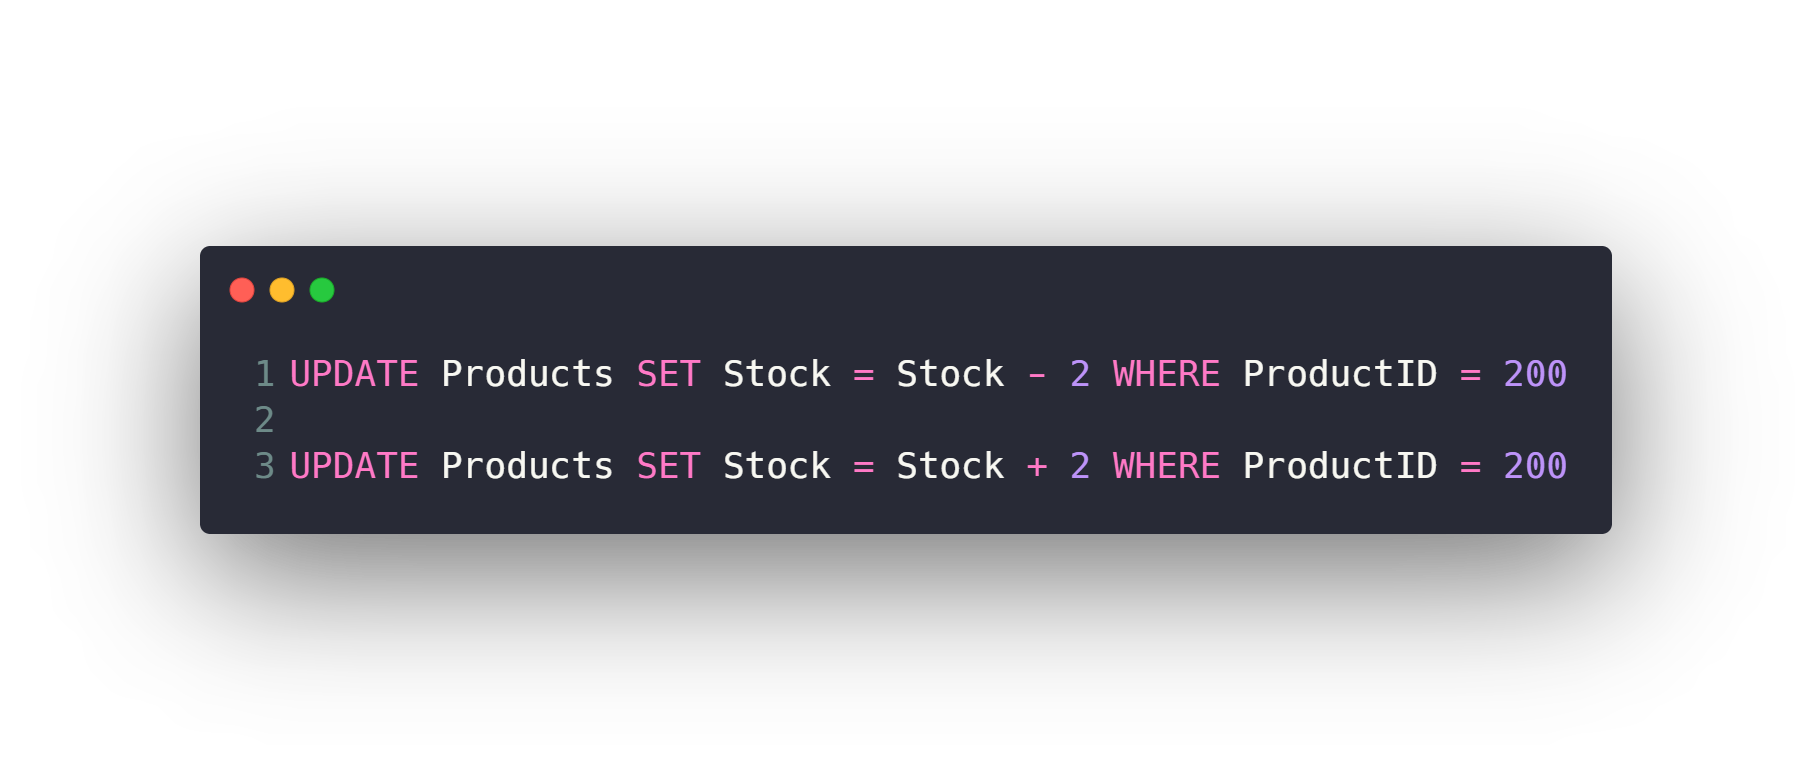 1 UPDATE Products SET Stock = Stock - 2 WHERE ProductID = 200
2
3 UPDATE Products SET Stock = Stock + 2 WHERE ProductID = 200